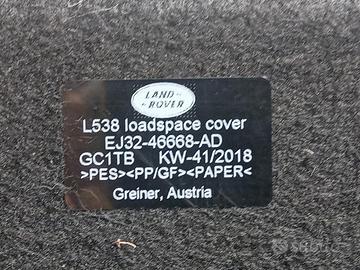 LAND-
ROVER
L538 loadspace cover
EJ32-46668-AD
GC1TB KW-41/2018
>PES<>PP/GF><PAPER<
Greiner, Austria